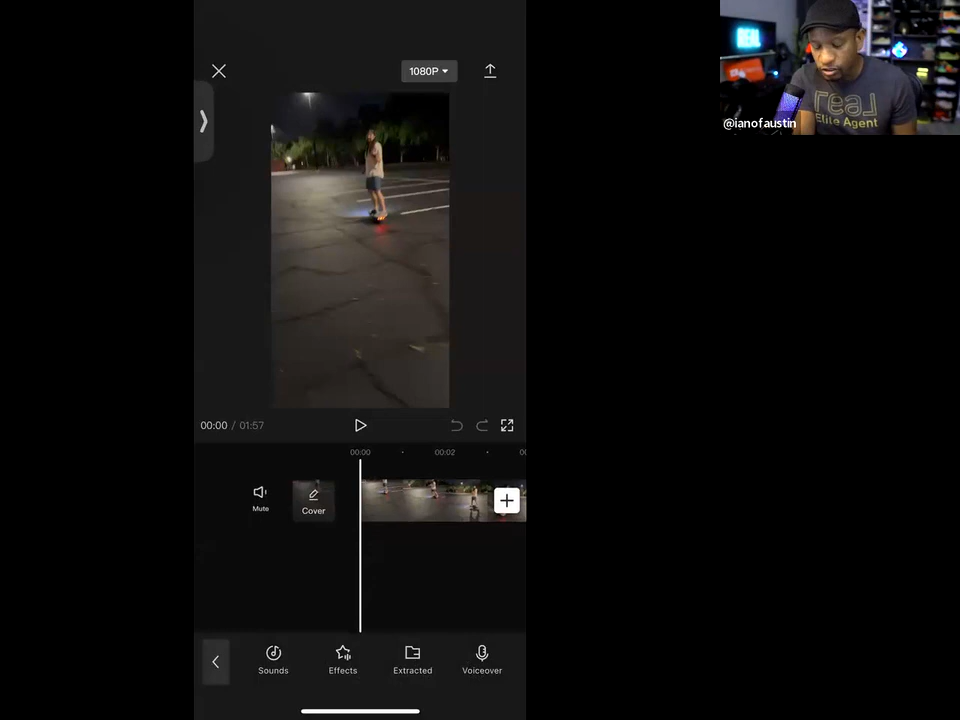 1080P
REAL
real
Elite Agent
@ianofaustin
00:00 / 01:57
00:00
00:02
Mute
Cover
Sounds
Effects
Extracted
Voiceover